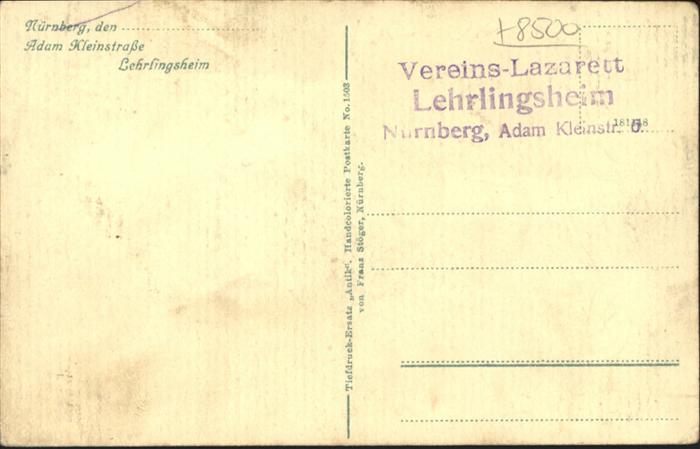 Nürnberg, den
Adam Kleinstraße
Lehrlingsheim
Tiefdruck-Ersatz „Antik“. Handcolorierte Postkarte No. 1503
von Franz Stöger, Nürnberg.
+8500
Vereins-Lazarett
Lehrlingsheim
Nürnberg, Adam Kleinstr. 6.